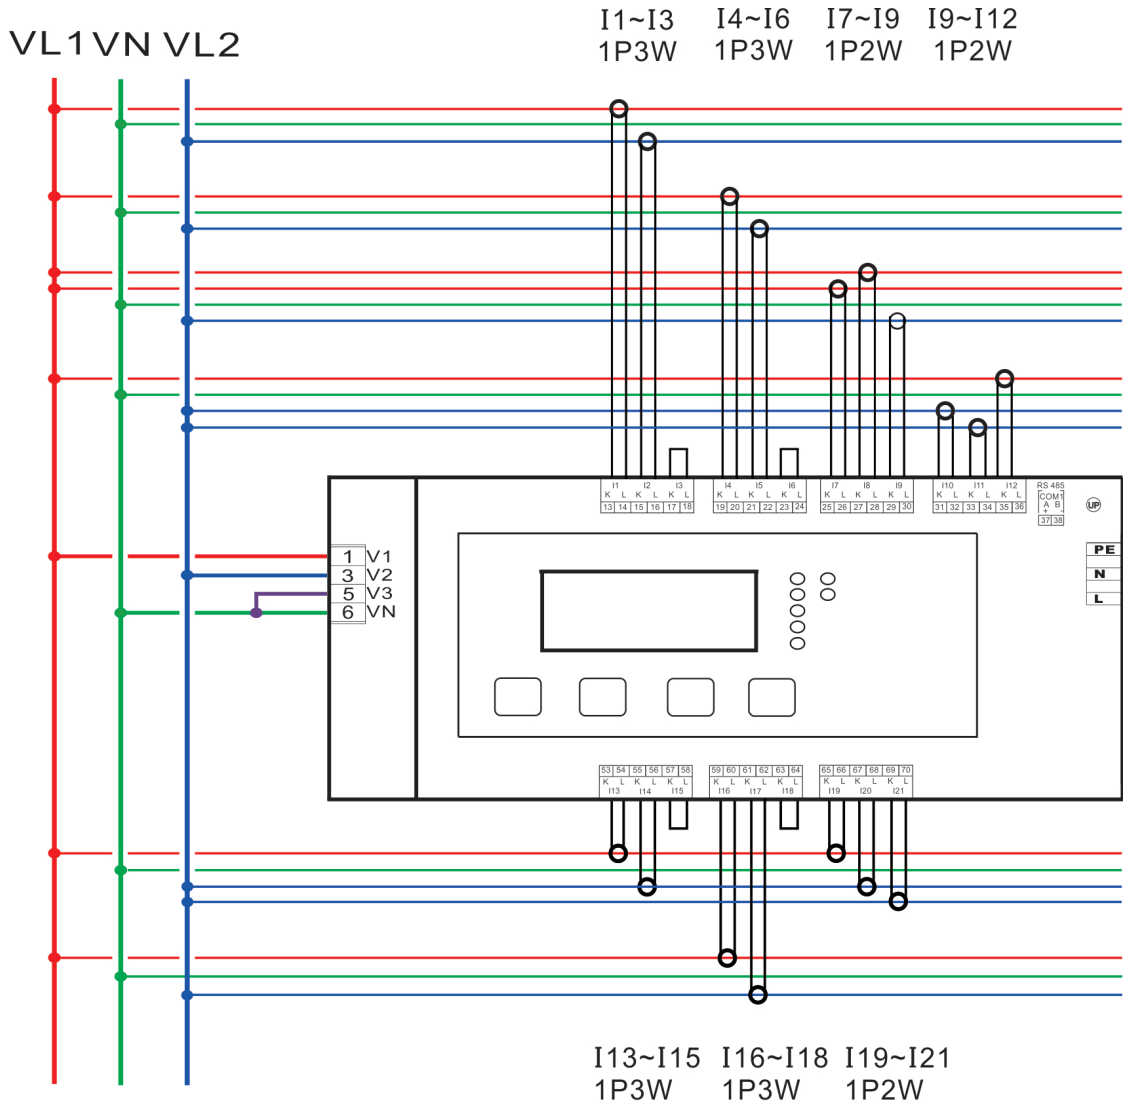 I1~I3 I4~I6 I7~I9 I9~I12
VL1 VN VL2 1P3W 1P3W 1P2W 1P2W
I1 I2 I3 I4 I5 I6 I7 I8 I9 I10 I11 I12 RS 485
K L K L K L K L K L K L K L K L K L K L K L K L COM1
A B
13 14 15 16 17 18 19 20 21 22 23 24 25 26 27 28 29 30 31 32 33 34 35 36 + -
37 38
UP
PE
N
L
1 V1
3 V2
5 V3
6 VN
53 54 55 56 57 58 59 60 61 62 63 64 65 66 67 68 69 70
K L K L K L K L K L K L K L K L K L
I13 I14 I15 I16 I17 I18 I19 I20 I21
I13~I15 I16~I18 I19~I21
1P3W 1P3W 1P2W